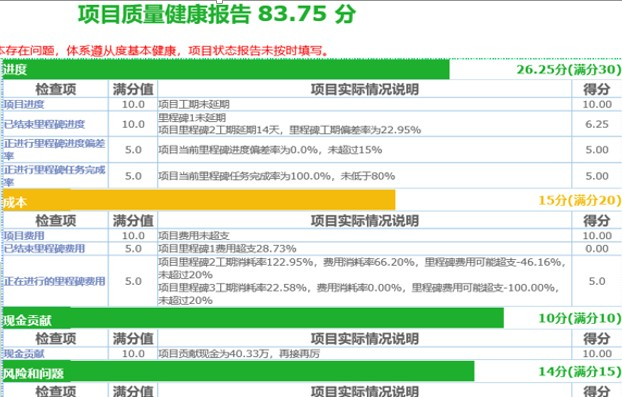 项目质量健康报告 83.75 分
本存在问题，体系遵从度基本健康，项目状态报告未按时填写。
进度 26.25分(满分30)
检查项 满分值 项目实际情况说明 得分
项目进度 10.0 项目工期未延期 10.00
已结束里程碑进度 10.0 里程碑1未延期
项目里程碑2工期延期14天，里程碑工期偏差率为22.95% 6.25
正进行里程碑进度偏差
率 5.0 项目当前里程碑进度偏差率为0.0%，未超过15% 5.00
正进行里程碑任务完成
率 5.0 项目当前里程碑任务完成率为100.0%，未低于80% 5.00
成本 15分(满分20)
检查项 满分值 项目实际情况说明 得分
项目费用 10.0 项目费用未超支 10.00
已结束里程碑费用 5.0 项目里程碑1费用超支28.73% 0.00
正在进行的里程碑费用 5.0 项目里程碑2工期消耗率122.95%，费用消耗率66.20%，里程碑费用可能超支-46.16%，
未超过20%
项目里程碑3工期消耗率22.58%，费用消耗率0.00%，里程碑费用可能超支-100.00%，
未超过20% 5.0
现金贡献 10分(满分10)
检查项 满分值 项目实际情况说明 得分
现金贡献 10.0 项目贡献现金为40.33万，再接再厉 10.00
风险和问题 14分(满分15)
检查项 满分值 项目实际情况说明 得分